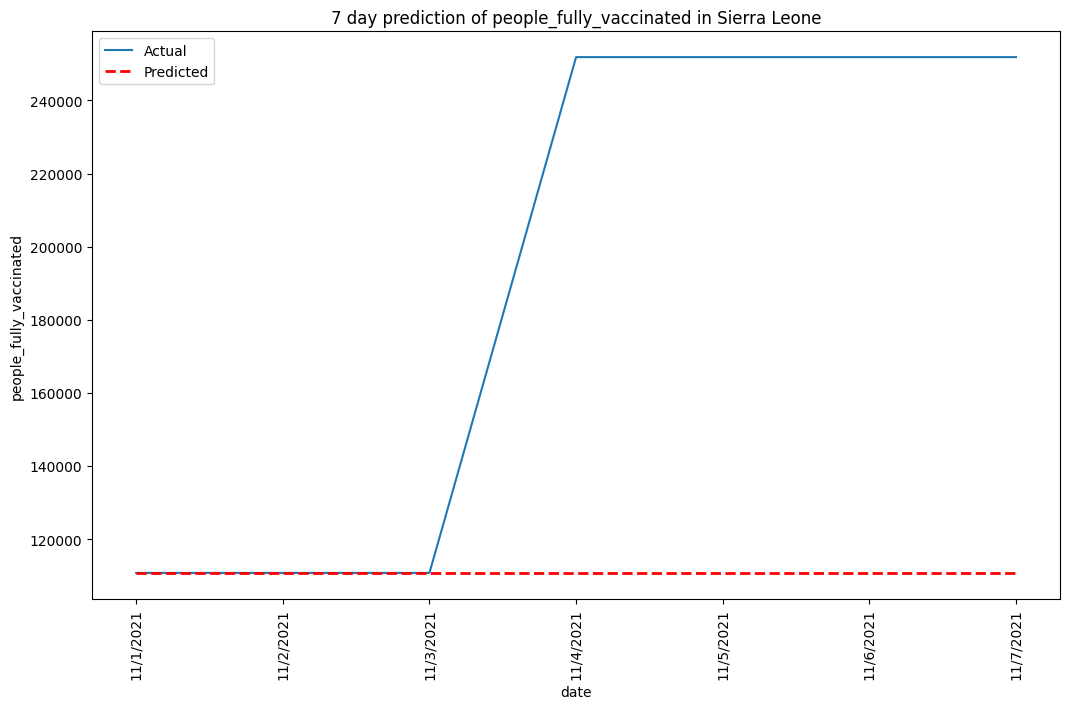 7 day prediction of people_fully_vaccinated in Sierra Leone
Actual
Predicted
people_fully_vaccinated
240000
220000
200000
180000
160000
140000
120000
11/1/2021
11/2/2021
11/3/2021
11/4/2021
11/5/2021
11/6/2021
11/7/2021
date